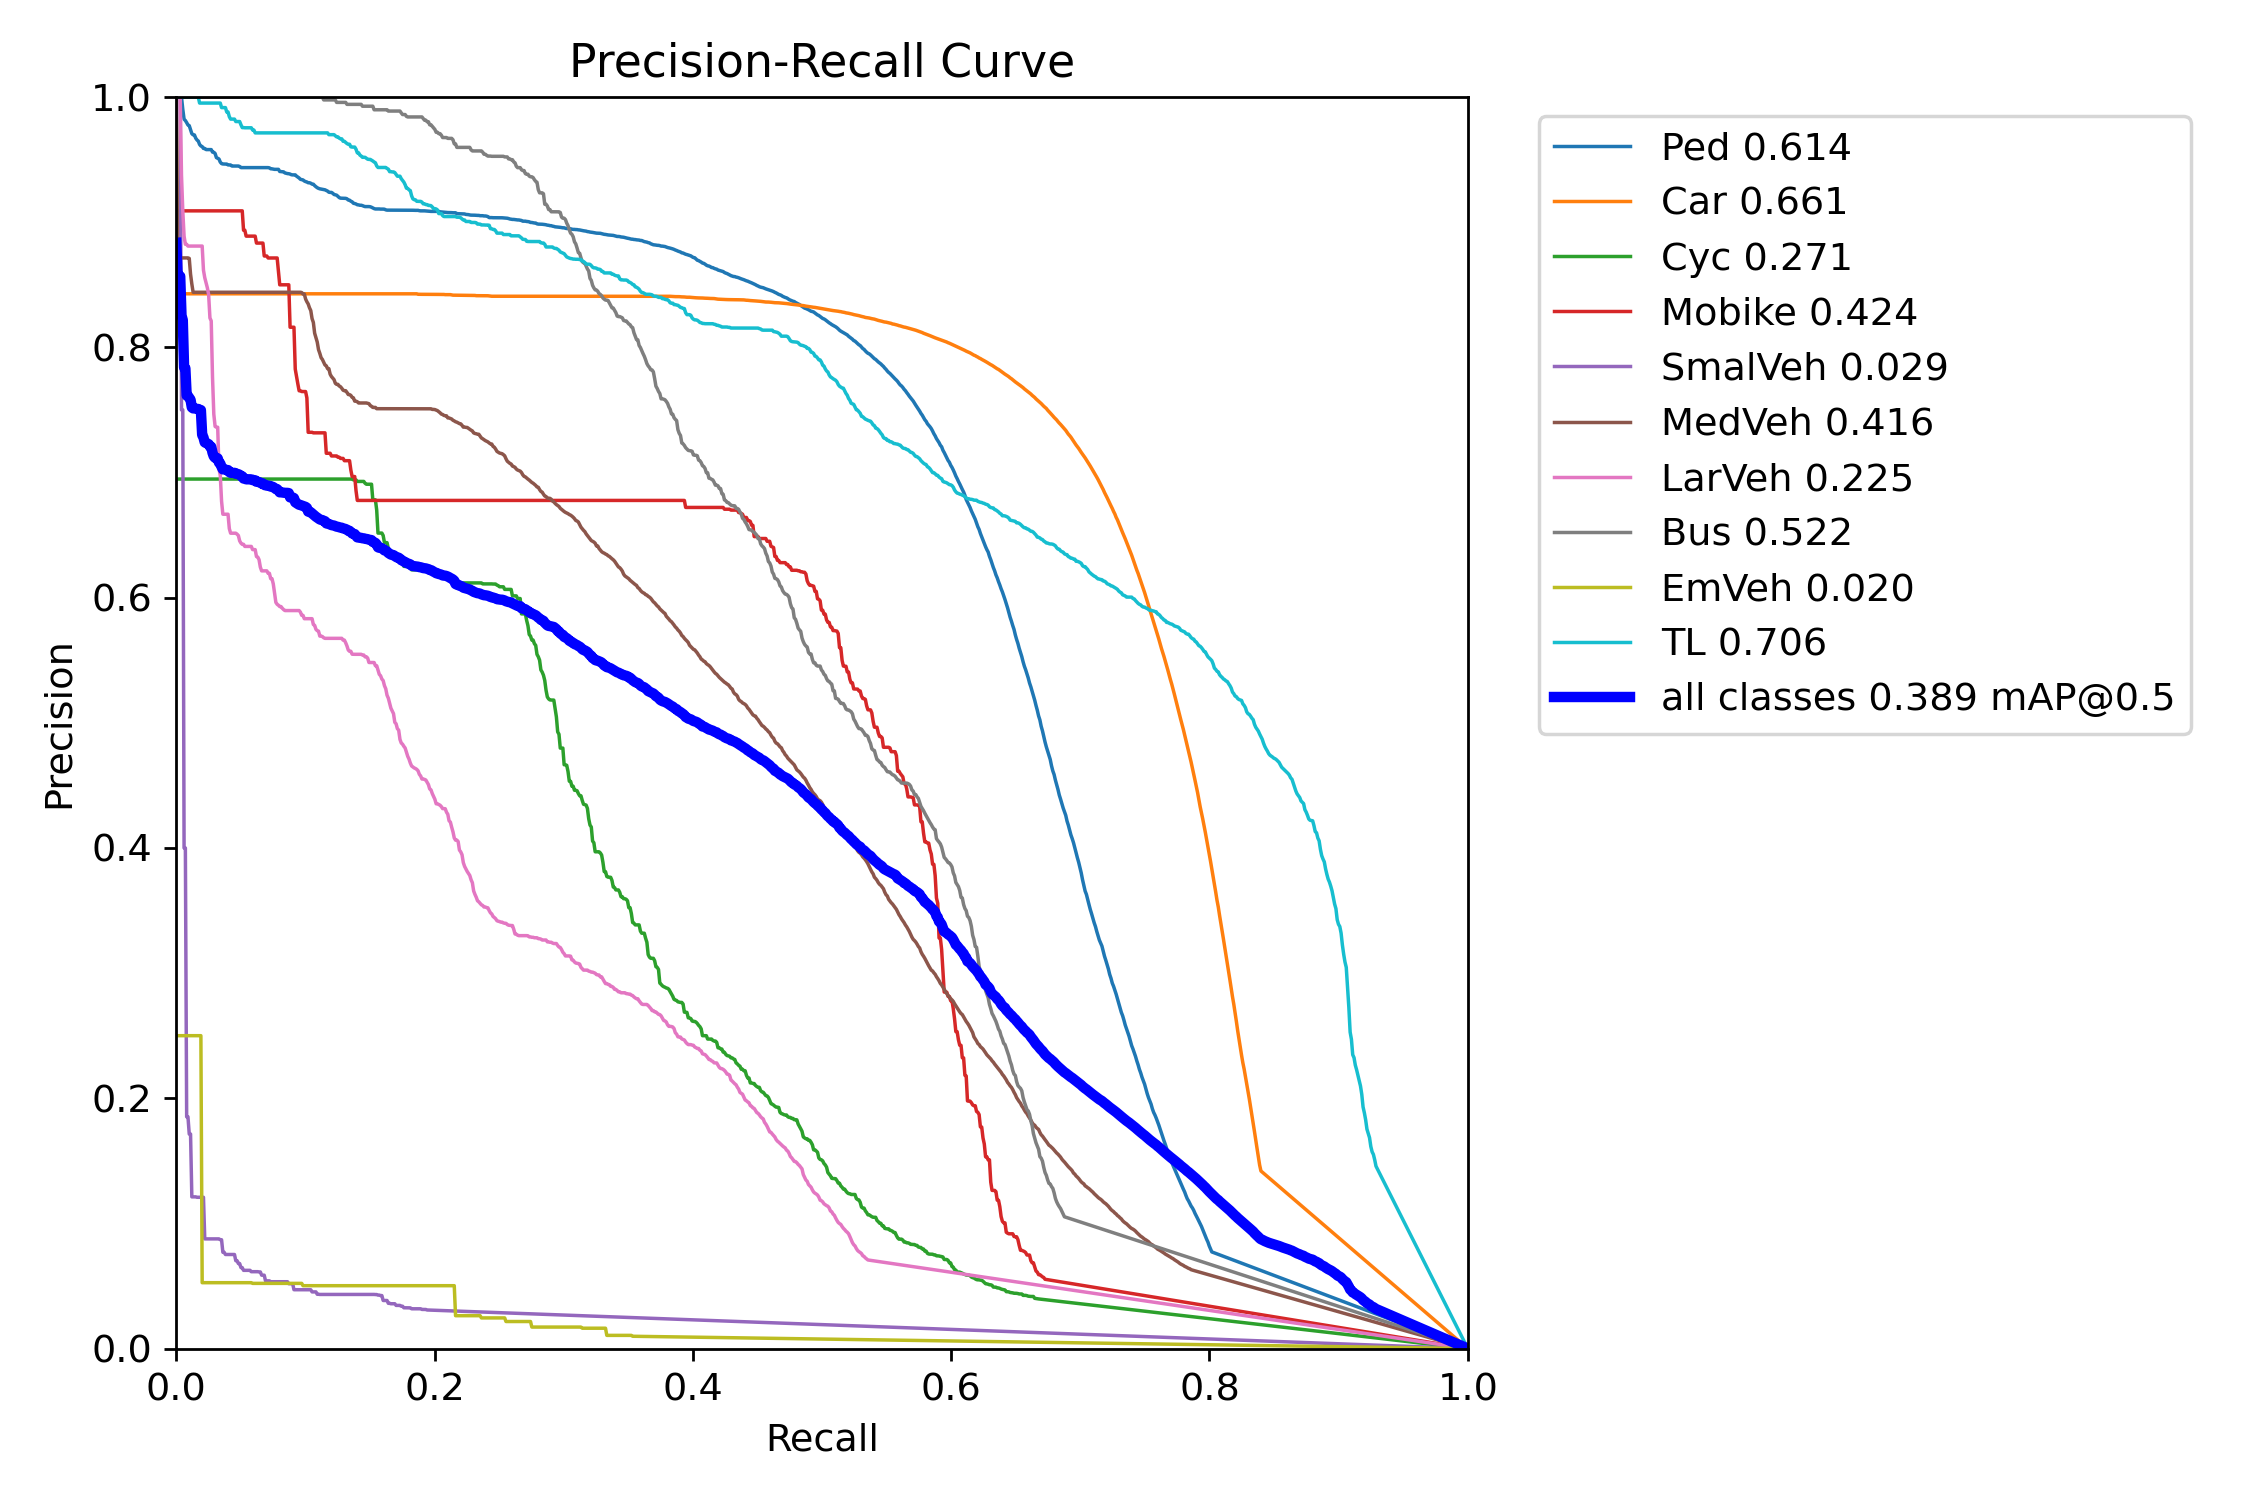 Precision-Recall Curve
1.0
0.8
0.6
0.4
0.2
0.0
Precision
0.0 0.2 0.4 0.6 0.8 1.0
Recall
Ped 0.614
Car 0.661
Cyc 0.271
Mobike 0.424
SmalVeh 0.029
MedVeh 0.416
LarVeh 0.225
Bus 0.522
EmVeh 0.020
TL 0.706
all classes 0.389 mAP@0.5